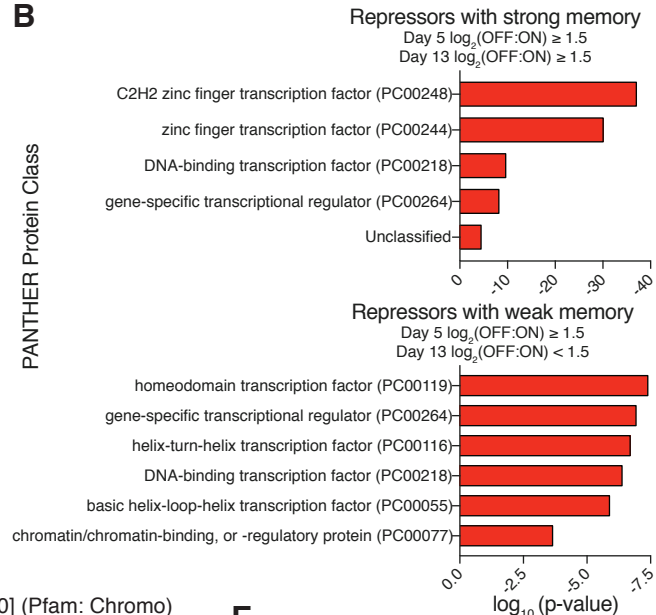 B
Repressors with strong memory
Day 5 log2(OFF:ON) ≥ 1.5
Day 13 log2(OFF:ON) ≥ 1.5
PANTHER Protein Class
C2H2 zinc finger transcription factor (PC00248)
zinc finger transcription factor (PC00244)
DNA-binding transcription factor (PC00218)
gene-specific transcriptional regulator (PC00264)
Unclassified
0 -10 -20 -30 -40
Repressors with weak memory
Day 5 log2(OFF:ON) ≥ 1.5
Day 13 log2(OFF:ON) < 1.5
homeodomain transcription factor (PC00119)
gene-specific transcriptional regulator (PC00264)
helix-turn-helix transcription factor (PC00116)
DNA-binding transcription factor (PC00218)
basic helix-loop-helix transcription factor (PC00055)
chromatin/chromatin-binding, or -regulatory protein (PC00077)
0.0 -2.5 -5.0 -7.5
log10 (p-value)
0] (Pfam: Chromo)